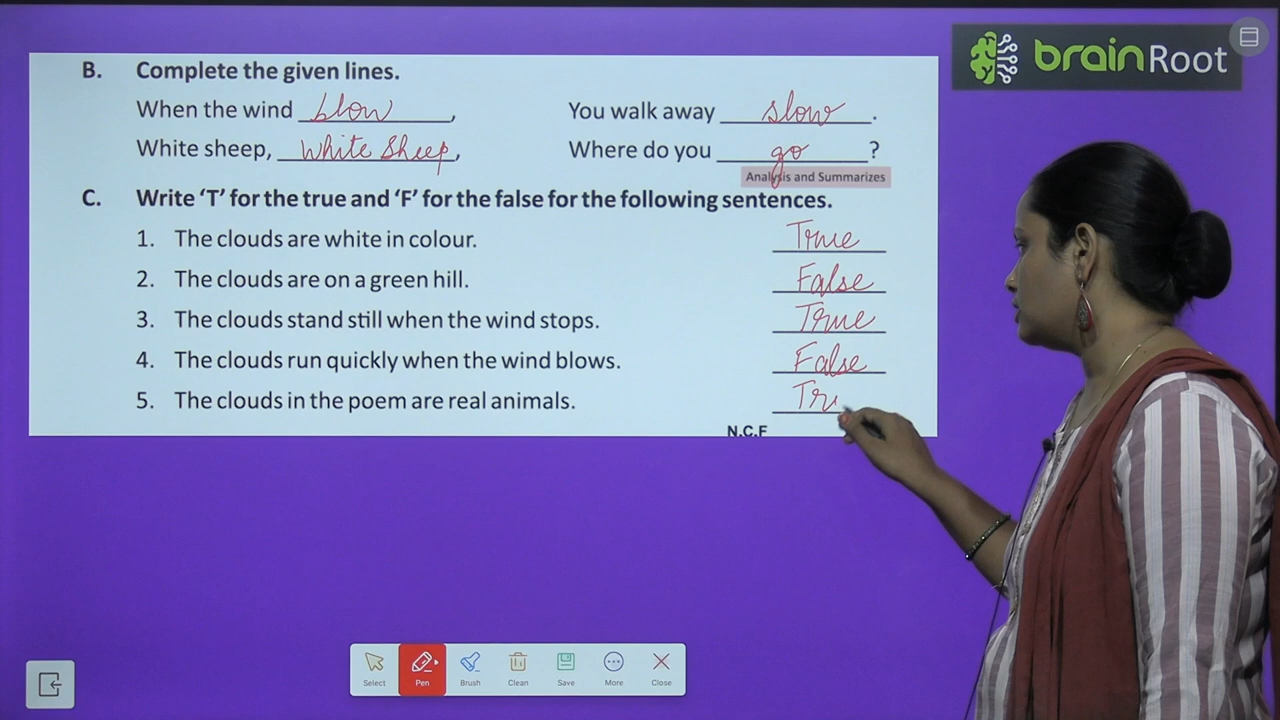 brainRoot
B. Complete the given lines.
When the wind blow, You walk away slow.
White sheep, White Sheep, Where do you go?
Analysis and Summarizes
C. Write ‘T’ for the true and ‘F’ for the false for the following sentences.
1. The clouds are white in colour. True
2. The clouds are on a green hill. False
3. The clouds stand still when the wind stops. True
4. The clouds run quickly when the wind blows. False
5. The clouds in the poem are real animals. Tru
N.C.F
Select Pen Brush Clean Save More Close